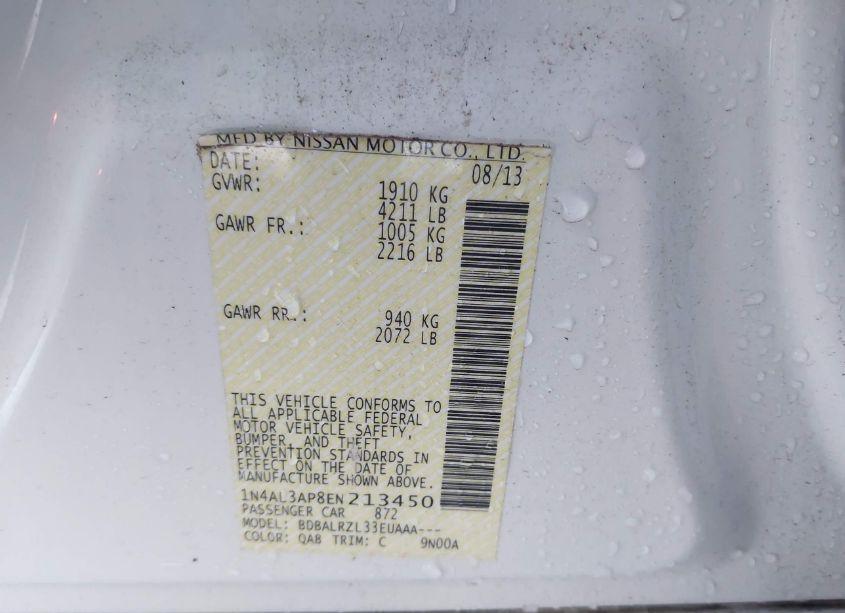 MFD BY NISSAN MOTOR CO., LTD.
DATE: 08/13
GVWR: 1910 KG
4211 LB
GAWR FR.: 1005 KG
2216 LB
GAWR RR.: 940 KG
2072 LB
THIS VEHICLE CONFORMS TO
ALL APPLICABLE FEDERAL
MOTOR VEHICLE SAFETY,
BUMPER, AND THEFT
PREVENTION STANDARDS IN
EFFECT ON THE DATE OF
MANUFACTURE SHOWN ABOVE.
1N4AL3AP8EN213450
PASSENGER CAR 872
MODEL: BDBALRZL33EUAAA---
COLOR: QAB TRIM: C 9N00A